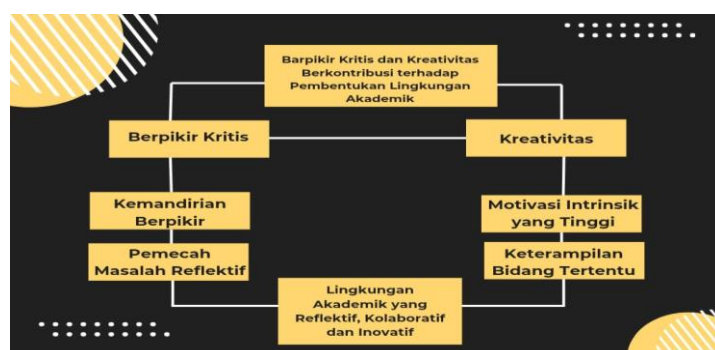 Barpikir Kritis dan Kreativitas
Berkontribusi terhadap
Pembentukan Lingkungan
Akademik
Berpikir Kritis
Kreativitas
Kemandirian
Berpikir
Motivasi Intrinsik
yang Tinggi
Pemecah
Masalah Reflektif
Keterampilan
Bidang Tertentu
Lingkungan
Akademik yang
Reflektif, Kolaboratif
dan Inovatif